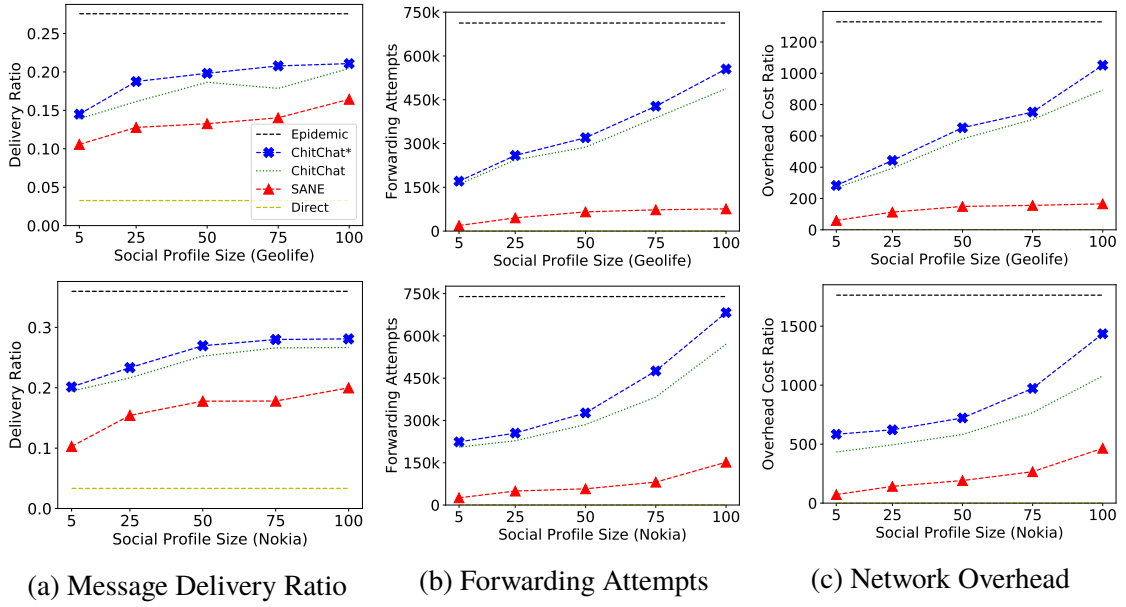 Delivery Ratio
0.25
0.20
0.15
0.10
0.05
0.00
Epidemic
ChitChat*
ChitChat
SANE
Direct
5 25 50 75 100
Social Profile Size (Geolife)
Forwarding Attempts
750k
600k
450k
300k
150k
0
5 25 50 75 100
Social Profile Size (Geolife)
Overhead Cost Ratio
1200
1000
800
600
400
200
0
5 25 50 75 100
Social Profile Size (Geolife)
Delivery Ratio
0.3
0.2
0.1
0.0
5 25 50 75 100
Social Profile Size (Nokia)
Forwarding Attempts
750k
600k
450k
300k
150k
0
5 25 50 75 100
Social Profile Size (Nokia)
Overhead Cost Ratio
1500
1000
500
0
5 25 50 75 100
Social Profile Size (Nokia)
(a) Message Delivery Ratio
(b) Forwarding Attempts
(c) Network Overhead